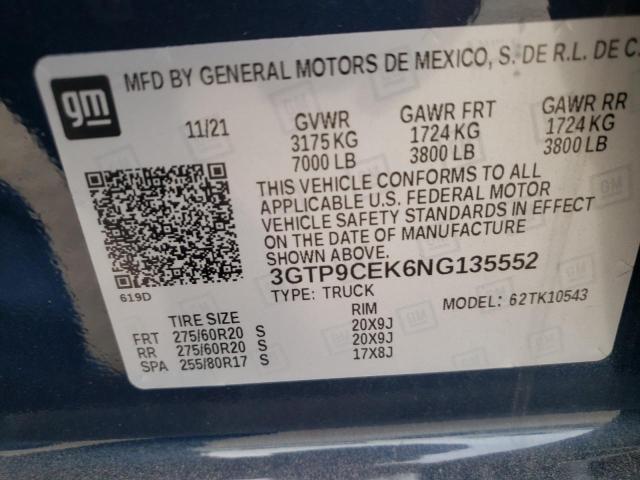 gm
MFD BY GENERAL MOTORS DE MEXICO, S. DE R.L. DE C.
11/21
GVWR
3175 KG
7000 LB
GAWR FRT
1724 KG
3800 LB
GAWR RR
1724 KG
3800 LB
THIS VEHICLE CONFORMS TO ALL
APPLICABLE U.S. FEDERAL MOTOR
VEHICLE SAFETY STANDARDS IN EFFECT
ON THE DATE OF MANUFACTURE
SHOWN ABOVE.
619D
3GTP9CEK6NG135552
TYPE: TRUCK
MODEL: 62TK10543
TIRE SIZE RIM
FRT 275/60R20 S 20X9J
RR 275/60R20 S 20X9J
SPA 255/80R17 S 17X8J